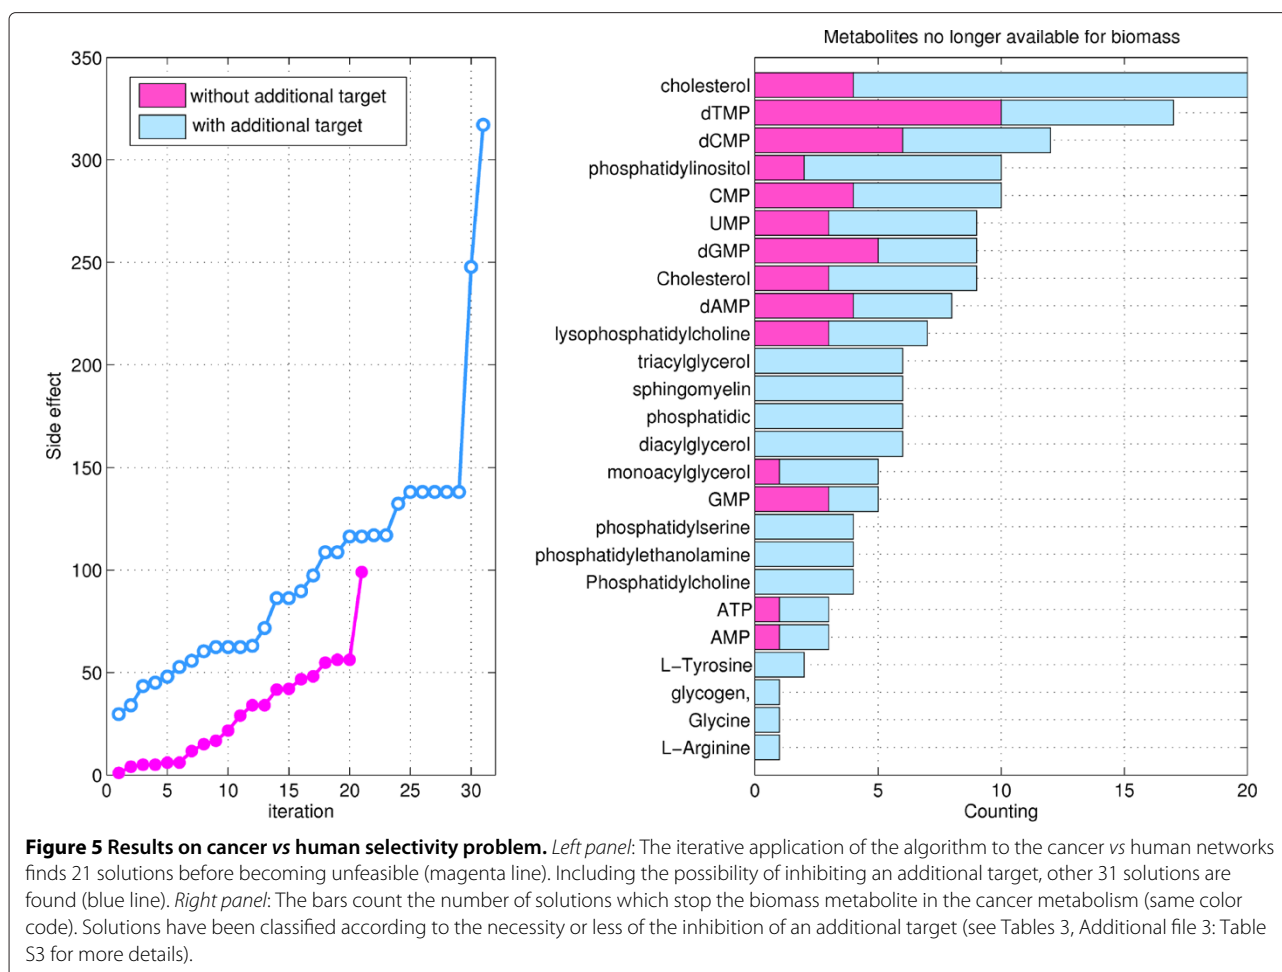 350
300
250
200
150
100
50
0
Side effect
without additional target
with additional target
0 5 10 15 20 25 30
iteration
Metabolites no longer available for biomass
cholesterol
dTMP
dCMP
phosphatidylinositol
CMP
UMP
dGMP
Cholesterol
dAMP
lysophosphatidylcholine
triacylglycerol
sphingomyelin
phosphatidic
diacylglycerol
monoacylglycerol
GMP
phosphatidylserine
phosphatidylethanolamine
Phosphatidylcholine
ATP
AMP
L−Tyrosine
glycogen,
Glycine
L−Arginine
0 5 10 15 20
Counting
Figure 5 Results on cancer vs human selectivity problem. Left panel: The iterative application of the algorithm to the cancer vs human networks
finds 21 solutions before becoming unfeasible (magenta line). Including the possibility of inhibiting an additional target, other 31 solutions are
found (blue line). Right panel: The bars count the number of solutions which stop the biomass metabolite in the cancer metabolism (same color
code). Solutions have been classified according to the necessity or less of the inhibition of an additional target (see Tables 3, Additional file 3: Table
S3 for more details).